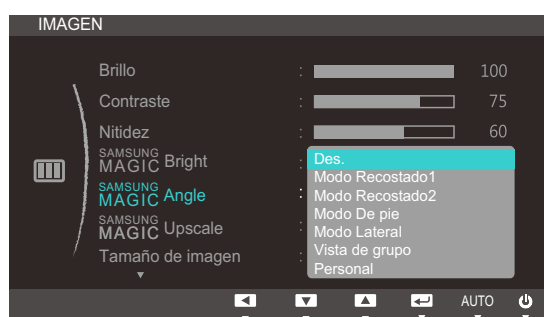 IMAGEN
Brillo : 100
Contraste : 75
Nitidez : 60
SAMSUNG
MAGIC Bright :
SAMSUNG
MAGIC Angle :
SAMSUNG
MAGIC Upscale :
Tamaño de imagen :
Des.
Modo Recostado1
Modo Recostado2
Modo De pie
Modo Lateral
Vista de grupo
Personal
AUTO